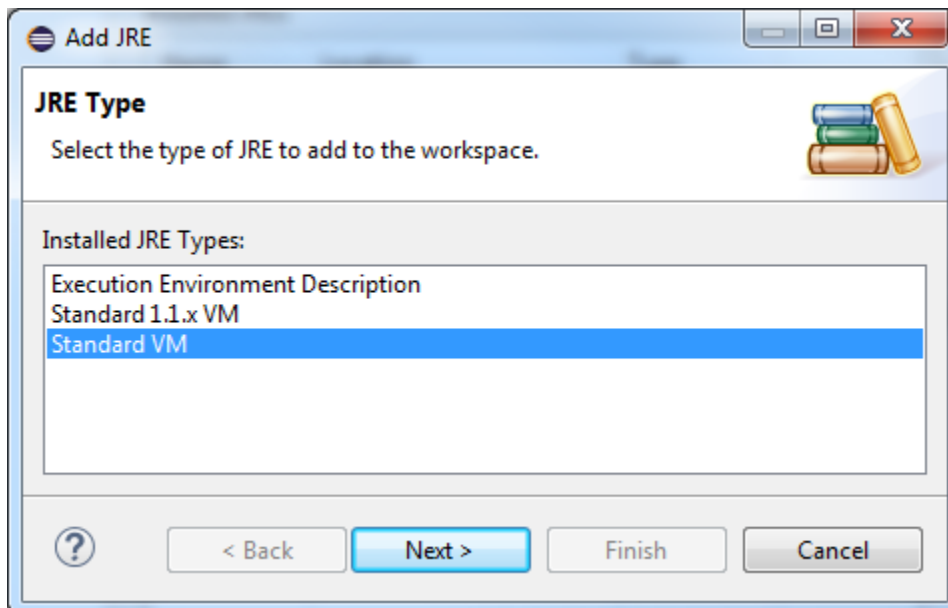 Add JRE
JRE Type
Select the type of JRE to add to the workspace.
Installed JRE Types:
Execution Environment Description
Standard 1.1.x VM
Standard VM
< Back
Next >
Finish
Cancel